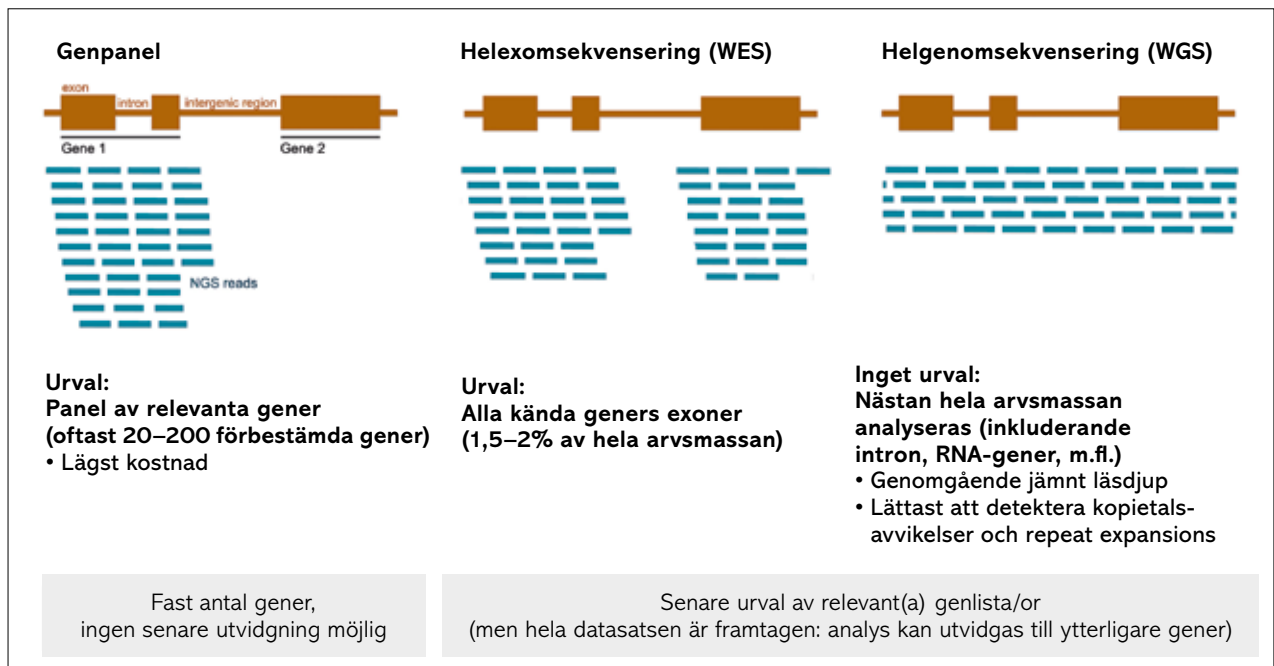 Genpanel
exon
intron
intergenic region
Gene 1
Gene 2
NGS reads
Urval:
Panel av relevanta gener
(oftast 20–200 förbestämda gener)
• Lägst kostnad
Fast antal gener,
ingen senare utvidgning möjlig
Helexomsekvensering (WES)
Urval:
Alla kända geners exoner
(1,5–2% av hela arvsmassan)
Helgenomsekvensering (WGS)
Inget urval:
Nästan hela arvsmassan
analyseras (inkluderande
intron, RNA-gener, m.fl.)
• Genomgående jämnt läsdjup
• Lättast att detektera kopietals-
avvikelser och repeat expansions
Senare urval av relevant(a) genlista/or
(men hela datasatsen är framtagen: analys kan utvidgas till ytterligare gener)